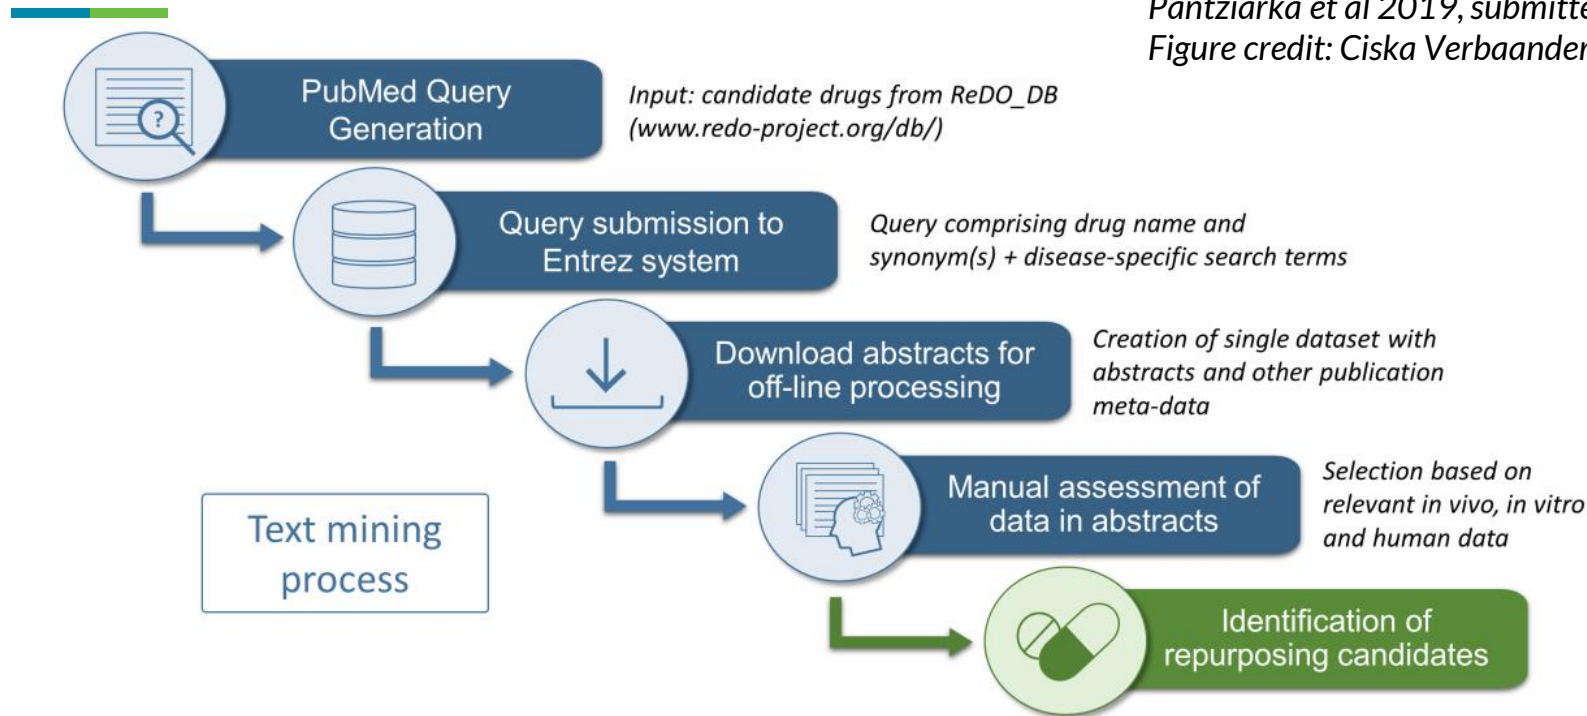 Pantziarka et al 2019, submitte
Figure credit: Ciska Verbaander
PubMed Query
Generation
Input: candidate drugs from ReDO_DB
(www.redo-project.org/db/)
?
Query submission to
Entrez system
Query comprising drug name and
synonym(s) + disease-specific search terms
Download abstracts for
off-line processing
Creation of single dataset with
abstracts and other publication
meta-data
Manual assessment of
data in abstracts
Selection based on
relevant in vivo, in vitro
and human data
Text mining
process
Identification of
repurposing candidates